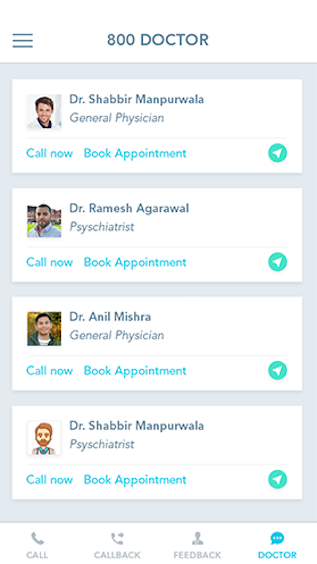 800 DOCTOR
Dr. Shabbir Manpurwala
General Physician
Call now Book Appointment
Dr. Ramesh Agarawal
Psyschiatrist
Call now Book Appointment
Dr. Anil Mishra
General Physician
Call now Book Appointment
Dr. Shabbir Manpurwala
Psyschiatrist
Call now Book Appointment
CALL CALLBACK FEEDBACK DOCTOR